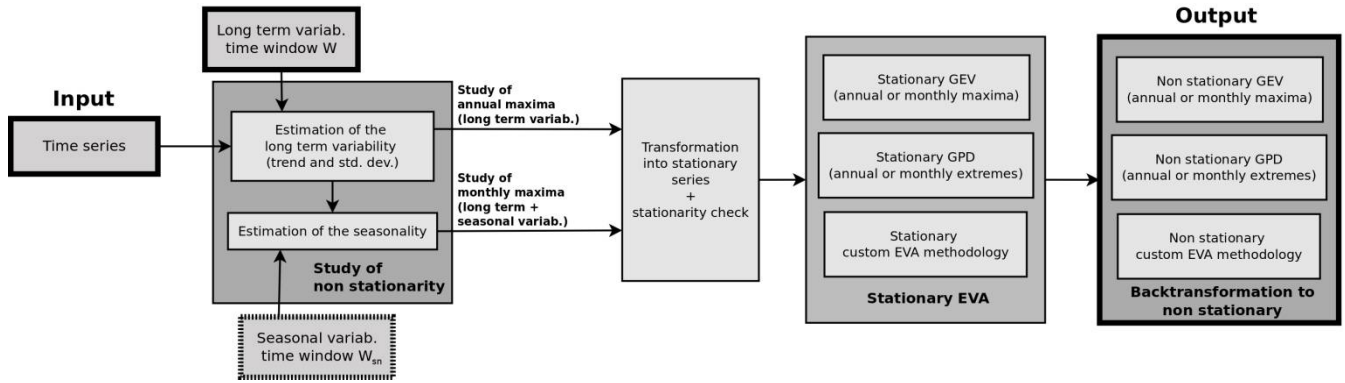 Long term variab.
time window W
Input
Time series
Estimation of the
long term variability
(trend and std. dev.)
Estimation of the seasonality
Study of
non stationarity
Seasonal variab.
time window Wsn
Study of
annual maxima
(long term variab.)
Study of
monthly maxima
(long term +
seasonal variab.)
Transformation
into stationary
series
+
stationarity check
Stationary GEV
(annual or monthly maxima)
Stationary GPD
(annual or monthly extremes)
Stationary
custom EVA methodology
Stationary EVA
Output
Non stationary GEV
(annual or monthly maxima)
Non stationary GPD
(annual or monthly extremes)
Non stationary
custom EVA methodology
Backtransformation to
non stationary